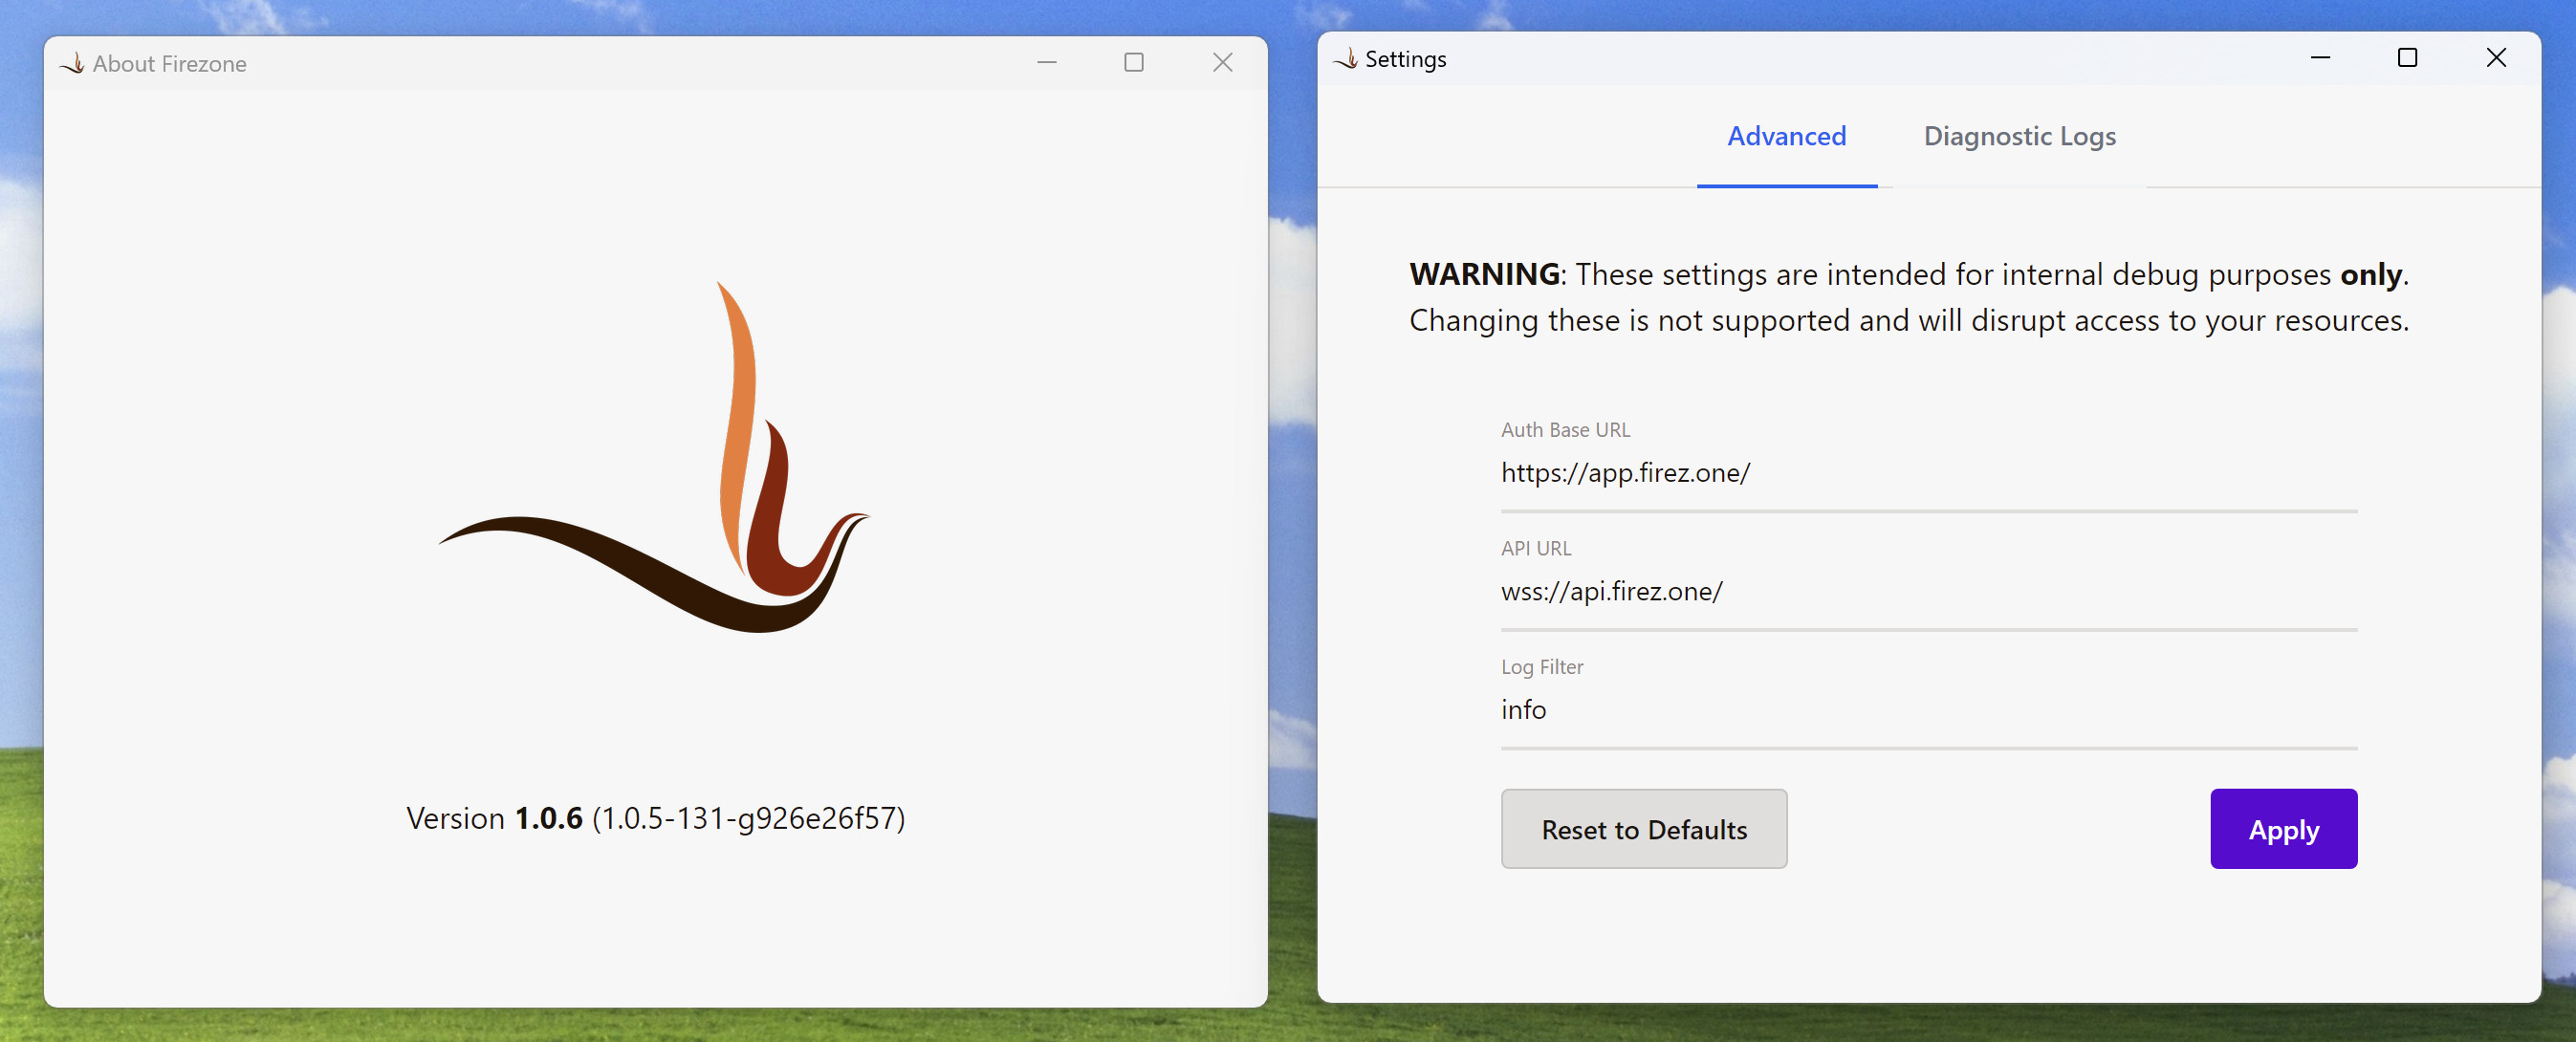 About Firezone
Version 1.0.6 (1.0.5-131-g926e26f57)
Settings
Advanced
Diagnostic Logs
WARNING: These settings are intended for internal debug purposes only.
Changing these is not supported and will disrupt access to your resources.
Auth Base URL
https://app.firez.one/
API URL
wss://api.firez.one/
Log Filter
info
Reset to Defaults
Apply